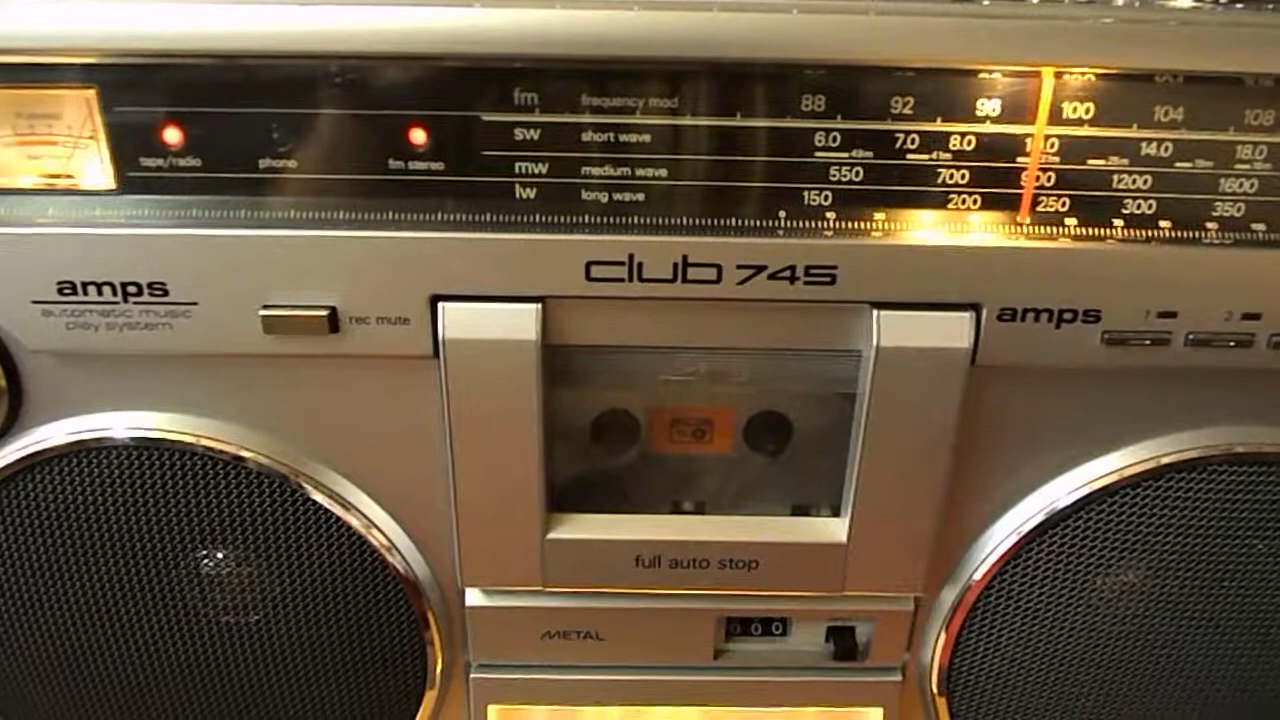 fm frequency mod 88 92 96 100 104 108
sw short wave 6.0 7.0 8.0 14.0 18.0
mw medium wave 550 700 900 1200 1600
lw long wave 150 200 250 300 350
tape/radio phono fm stereo
club 745
amps
automatic music
play system
rec mute
amps 1 2
full auto stop
METAL 000